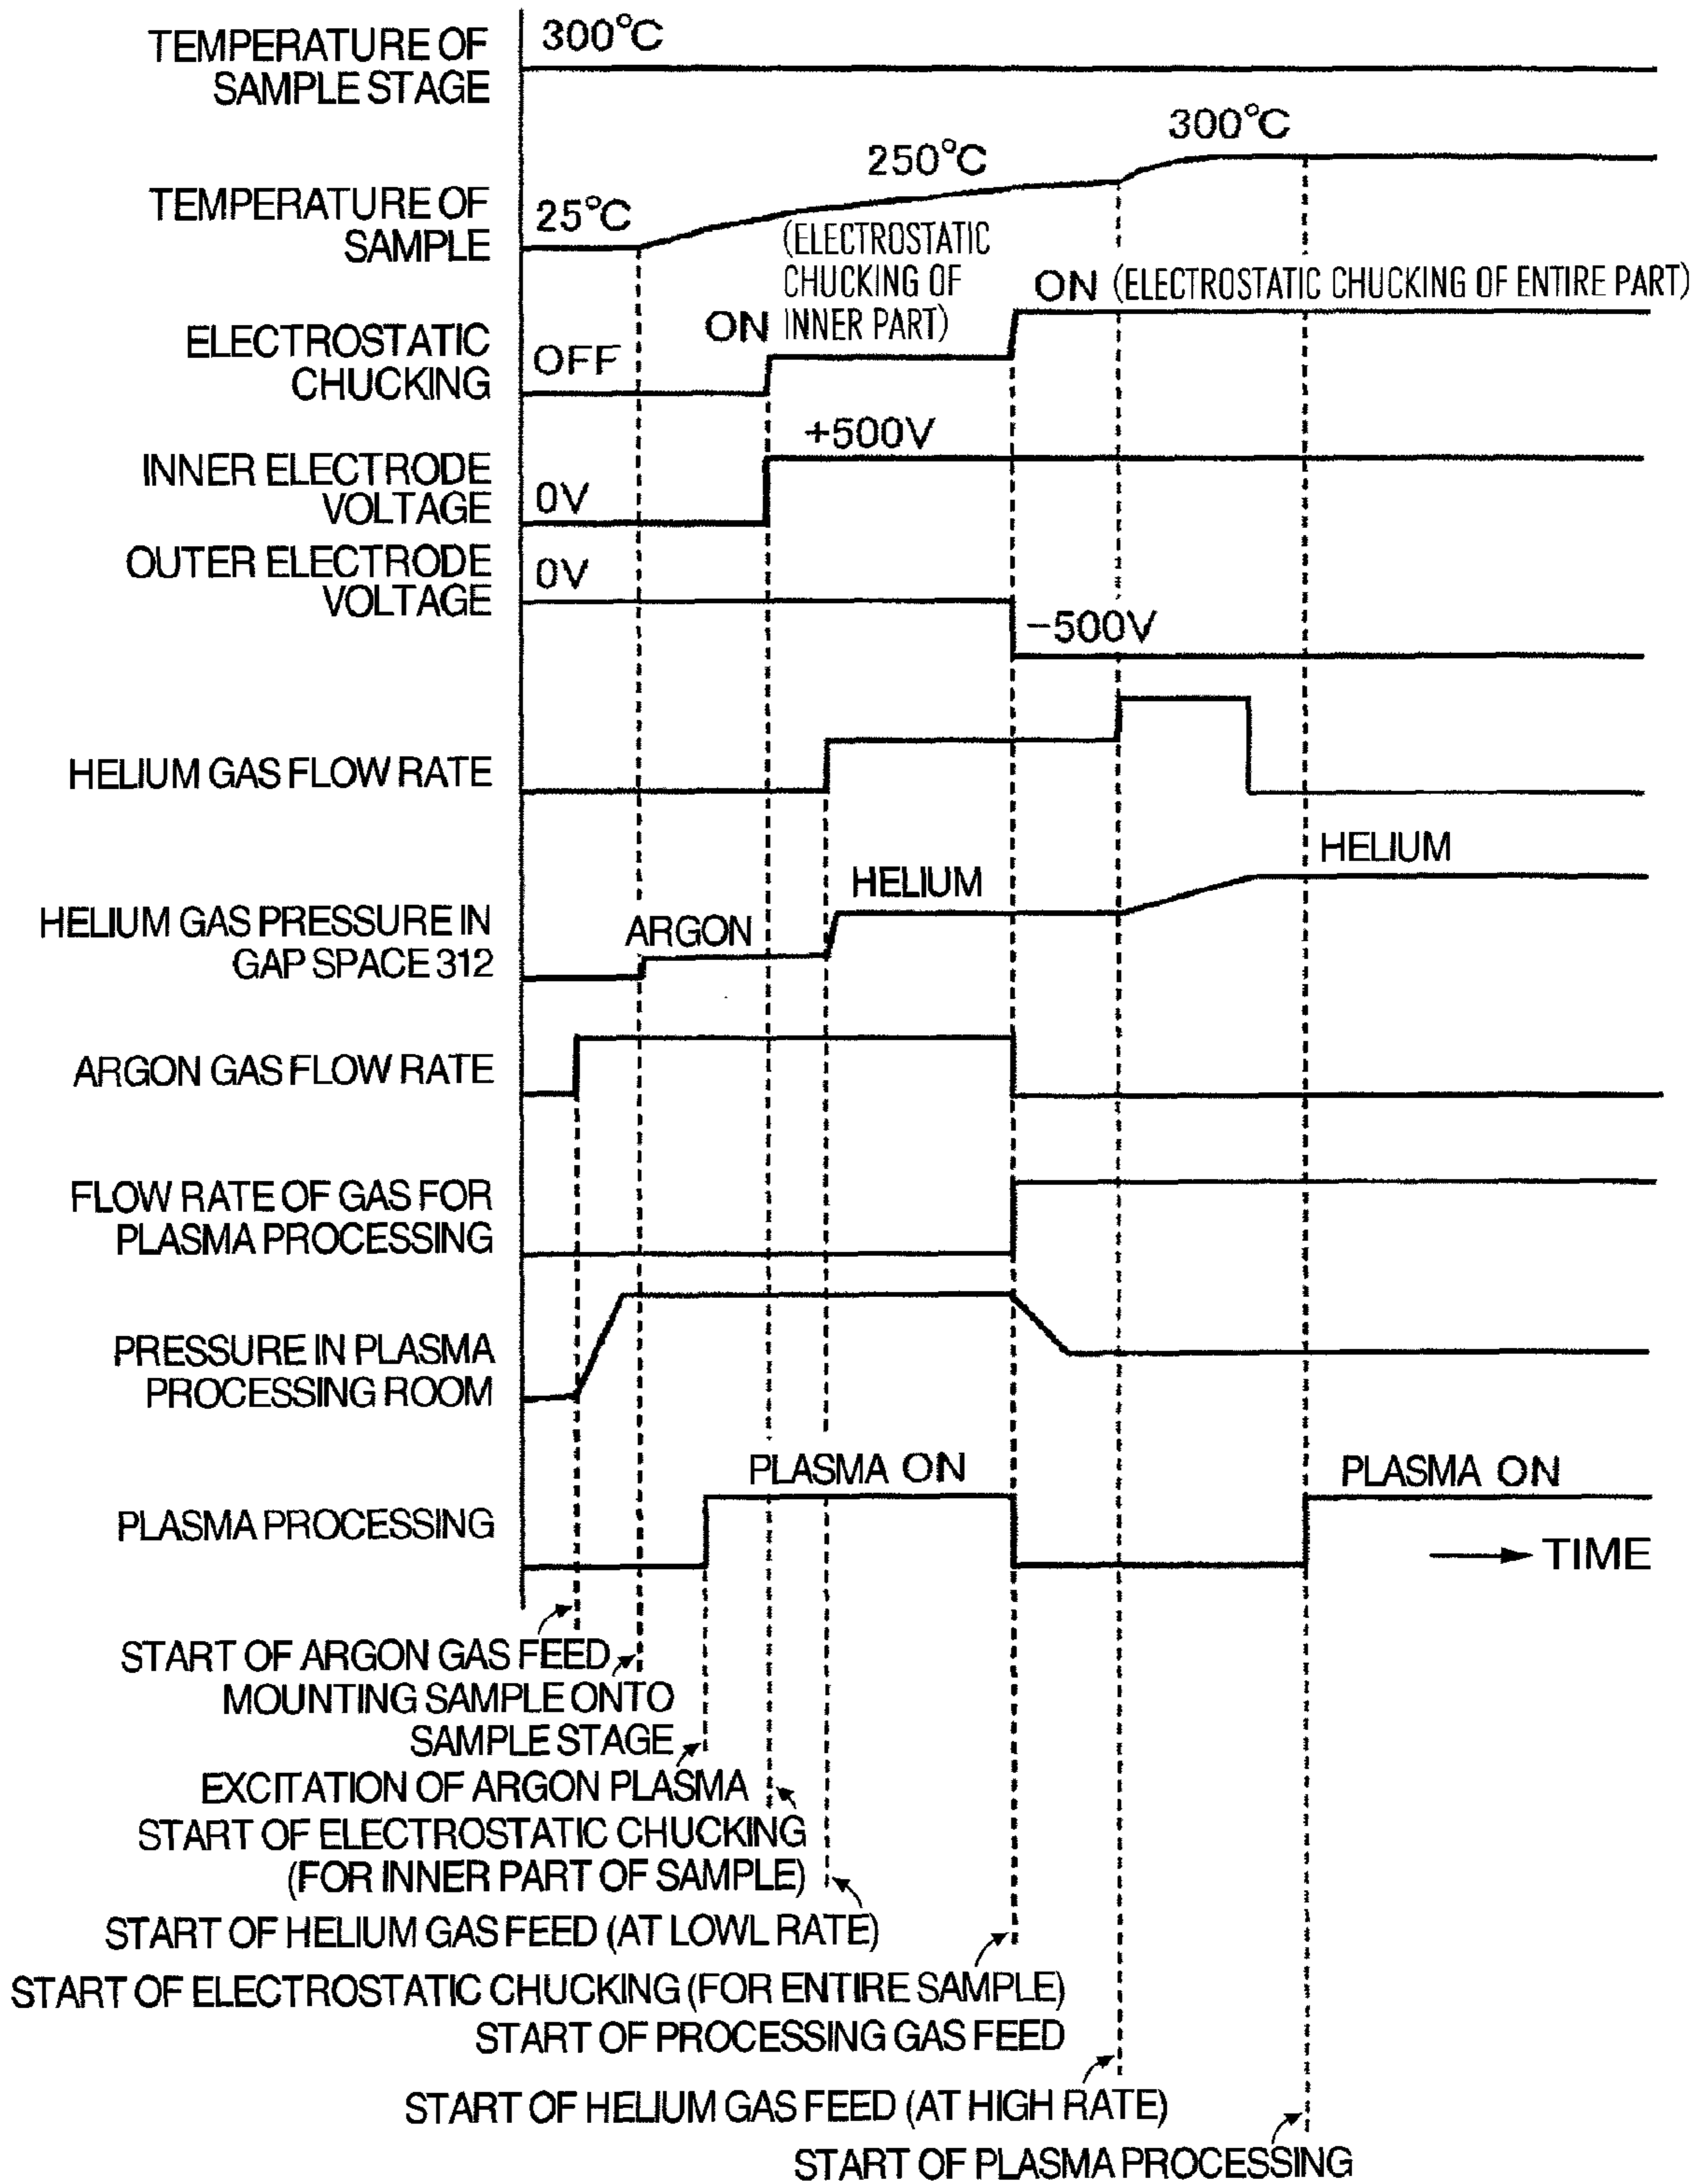 300°C
TEMPERATURE OF
SAMPLE STAGE
300°C
250°C
TEMPERATURE OF
SAMPLE
25°C
(ELECTROSTATIC
CHUCKING OF
INNER PART)
ON
ON (ELECTROSTATIC CHUCKING OF ENTIRE PART)
ELECTROSTATIC
CHUCKING
OFF
+500V
INNER ELECTRODE
VOLTAGE
0V
OUTER ELECTRODE
VOLTAGE
0V
-500V
HELIUM GAS FLOW RATE
HELIUM
HELIUM
HELIUM GAS PRESSURE IN
GAP SPACE 312
ARGON
ARGON GAS FLOW RATE
FLOW RATE OF GAS FOR
PLASMA PROCESSING
PRESSURE IN PLASMA
PROCESSING ROOM
PLASMA ON
PLASMA ON
PLASMA PROCESSING
TIME
START OF ARGON GAS FEED
MOUNTING SAMPLE ONTO
SAMPLE STAGE
EXCITATION OF ARGON PLASMA
START OF ELECTROSTATIC CHUCKING
(FOR INNER PART OF SAMPLE)
START OF HELIUM GAS FEED (AT LOWL RATE)
START OF ELECTROSTATIC CHUCKING (FOR ENTIRE SAMPLE)
START OF PROCESSING GAS FEED
START OF HELIUM GAS FEED (AT HIGH RATE)
START OF PLASMA PROCESSING